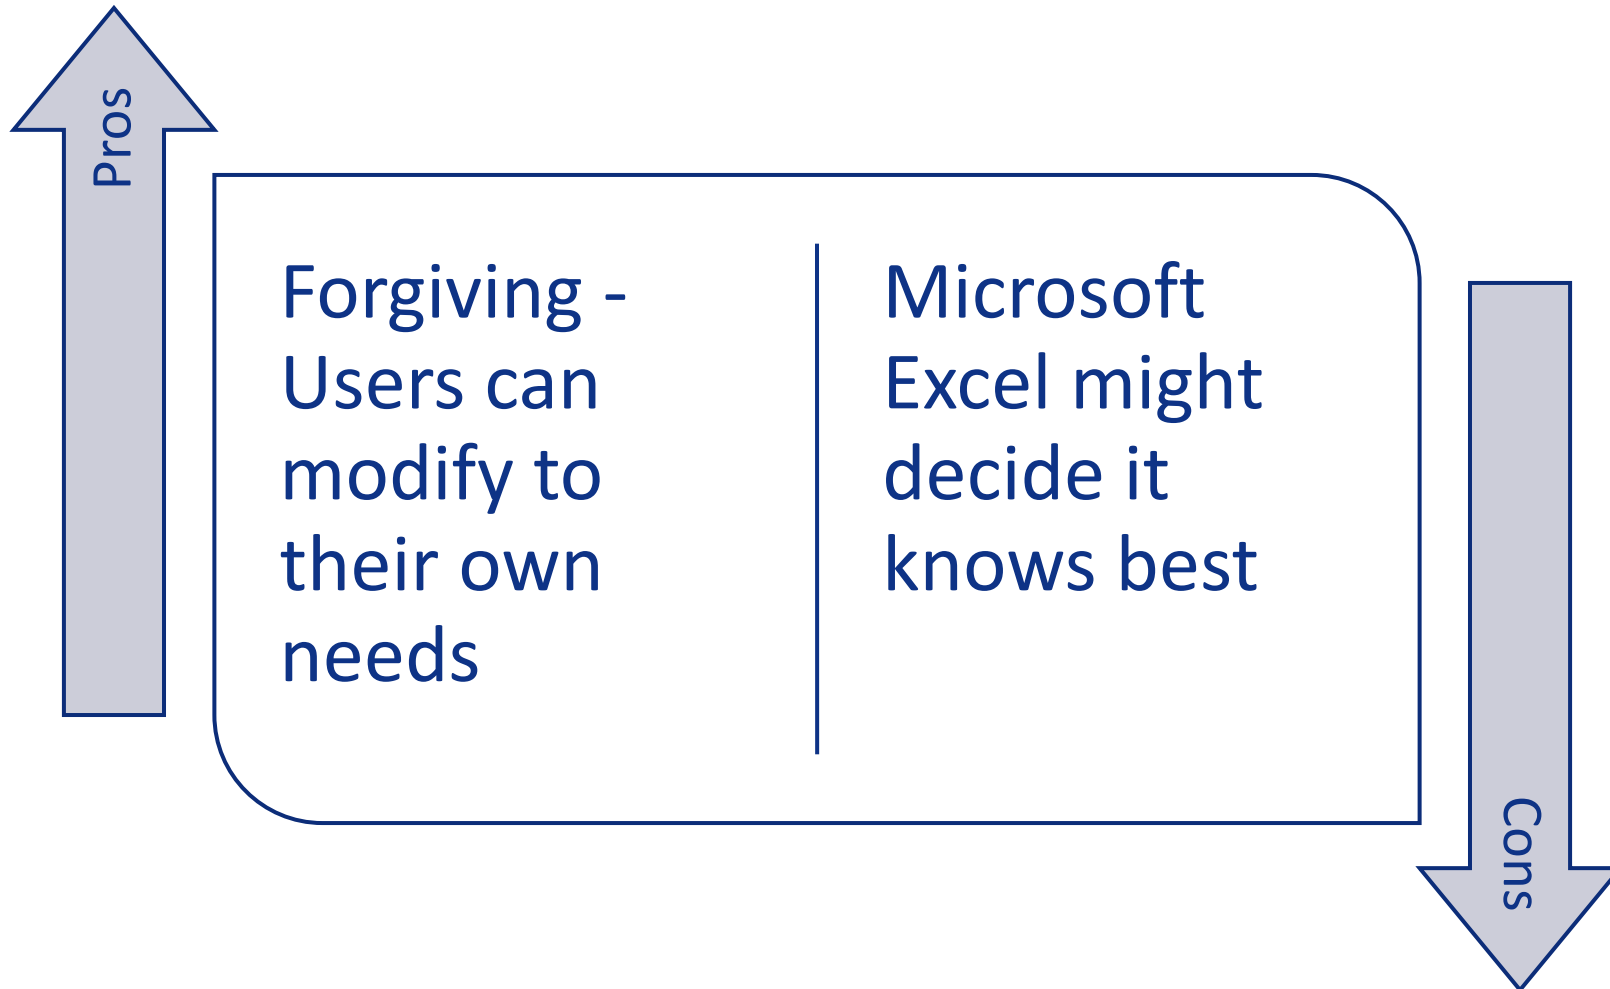 Pros
Forgiving -
Users can
modify to
their own
needs
Microsoft
Excel might
decide it
knows best
Cons